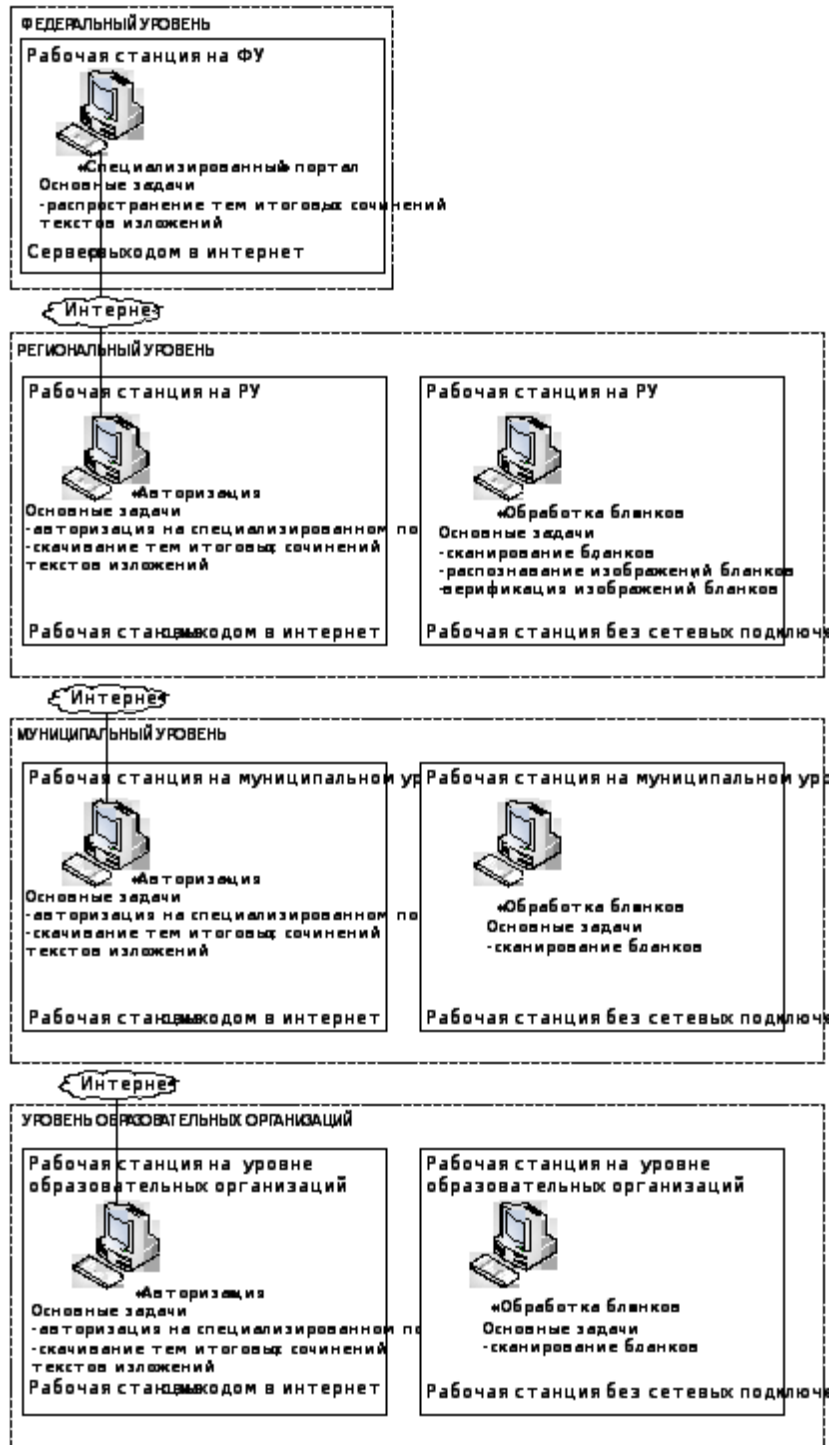 ФЕДЕРАЛЬНЫЙ УРОВЕНЬ
Рабочая станция на ФУ
«Специализированный портал
Основные задачи
-распространение тем итоговых сочинений
текстов изложений
Сервер выходом в интернет
Интернет
РЕГИОНАЛЬНЫЙ УРОВЕНЬ
Рабочая станция на РУ
«Авторизация
Основные задачи
-авторизация на специализированном по
-скачивание тем итоговых сочинений
текстов изложений
Рабочая станция выходом в интернет
Рабочая станция на РУ
«Обработка бланков
Основные задачи
-сканирование бланков
-распознавание изображений бланков
-верификация изображений бланков
Рабочая станция без сетевых подключе
Интернет
МУНИЦИПАЛЬНЫЙ УРОВЕНЬ
Рабочая станция на муниципальном ур
«Авторизация
Основные задачи
-авторизация на специализированном по
-скачивание тем итоговых сочинений
текстов изложений
Рабочая станция выходом в интернет
Рабочая станция на муниципальном уро
«Обработка бланков
Основные задачи
-сканирование бланков
Рабочая станция без сетевых подключе
Интернет
УРОВЕНЬ ОБРАЗОВАТЕЛЬНЫХ ОРГАНИЗАЦИЙ
Рабочая станция на уровне
образовательных организаций
«Авторизация
Основные задачи
-авторизация на специализированном по
-скачивание тем итоговых сочинений
текстов изложений
Рабочая станция выходом в интернет
Рабочая станция на уровне
образовательных организаций
«Обработка бланков
Основные задачи
-сканирование бланков
Рабочая станция без сетевых подключе